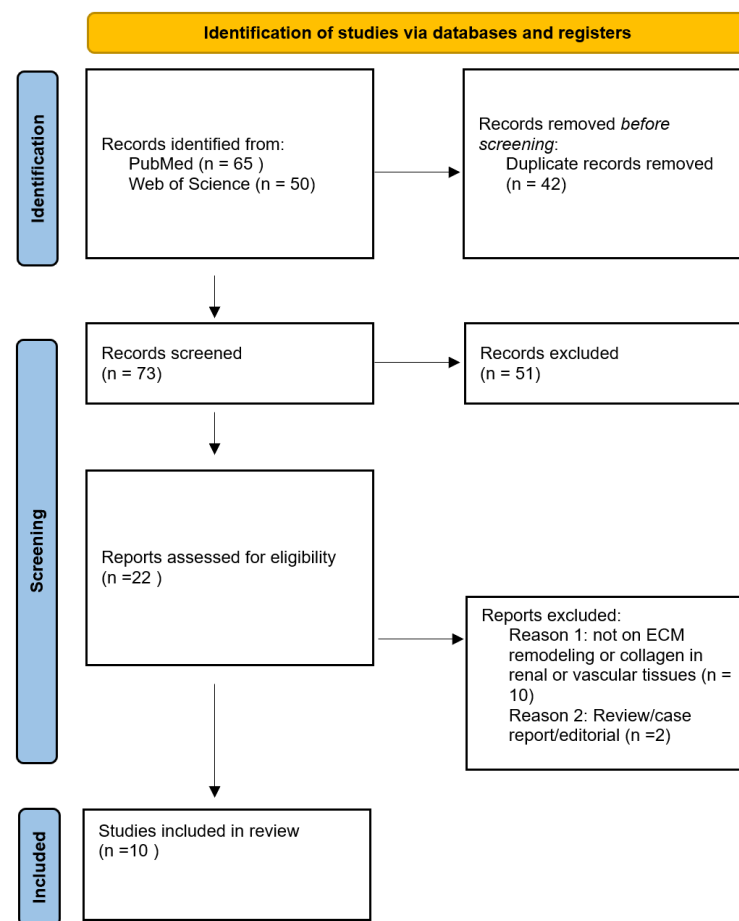 Identification of studies via databases and registers
Identification
Records identified from:
PubMed (n = 65 )
Web of Science (n = 50)
Records removed before
screening:
Duplicate records removed
(n = 42)
Screening
Records screened
(n = 73)
Records excluded
(n = 51)
Reports assessed for eligibility
(n =22 )
Reports excluded:
Reason 1: not on ECM
remodeling or collagen in
renal or vascular tissues (n =
10)
Reason 2: Review/case
report/editorial (n =2)
Included
Studies included in review
(n =10 )